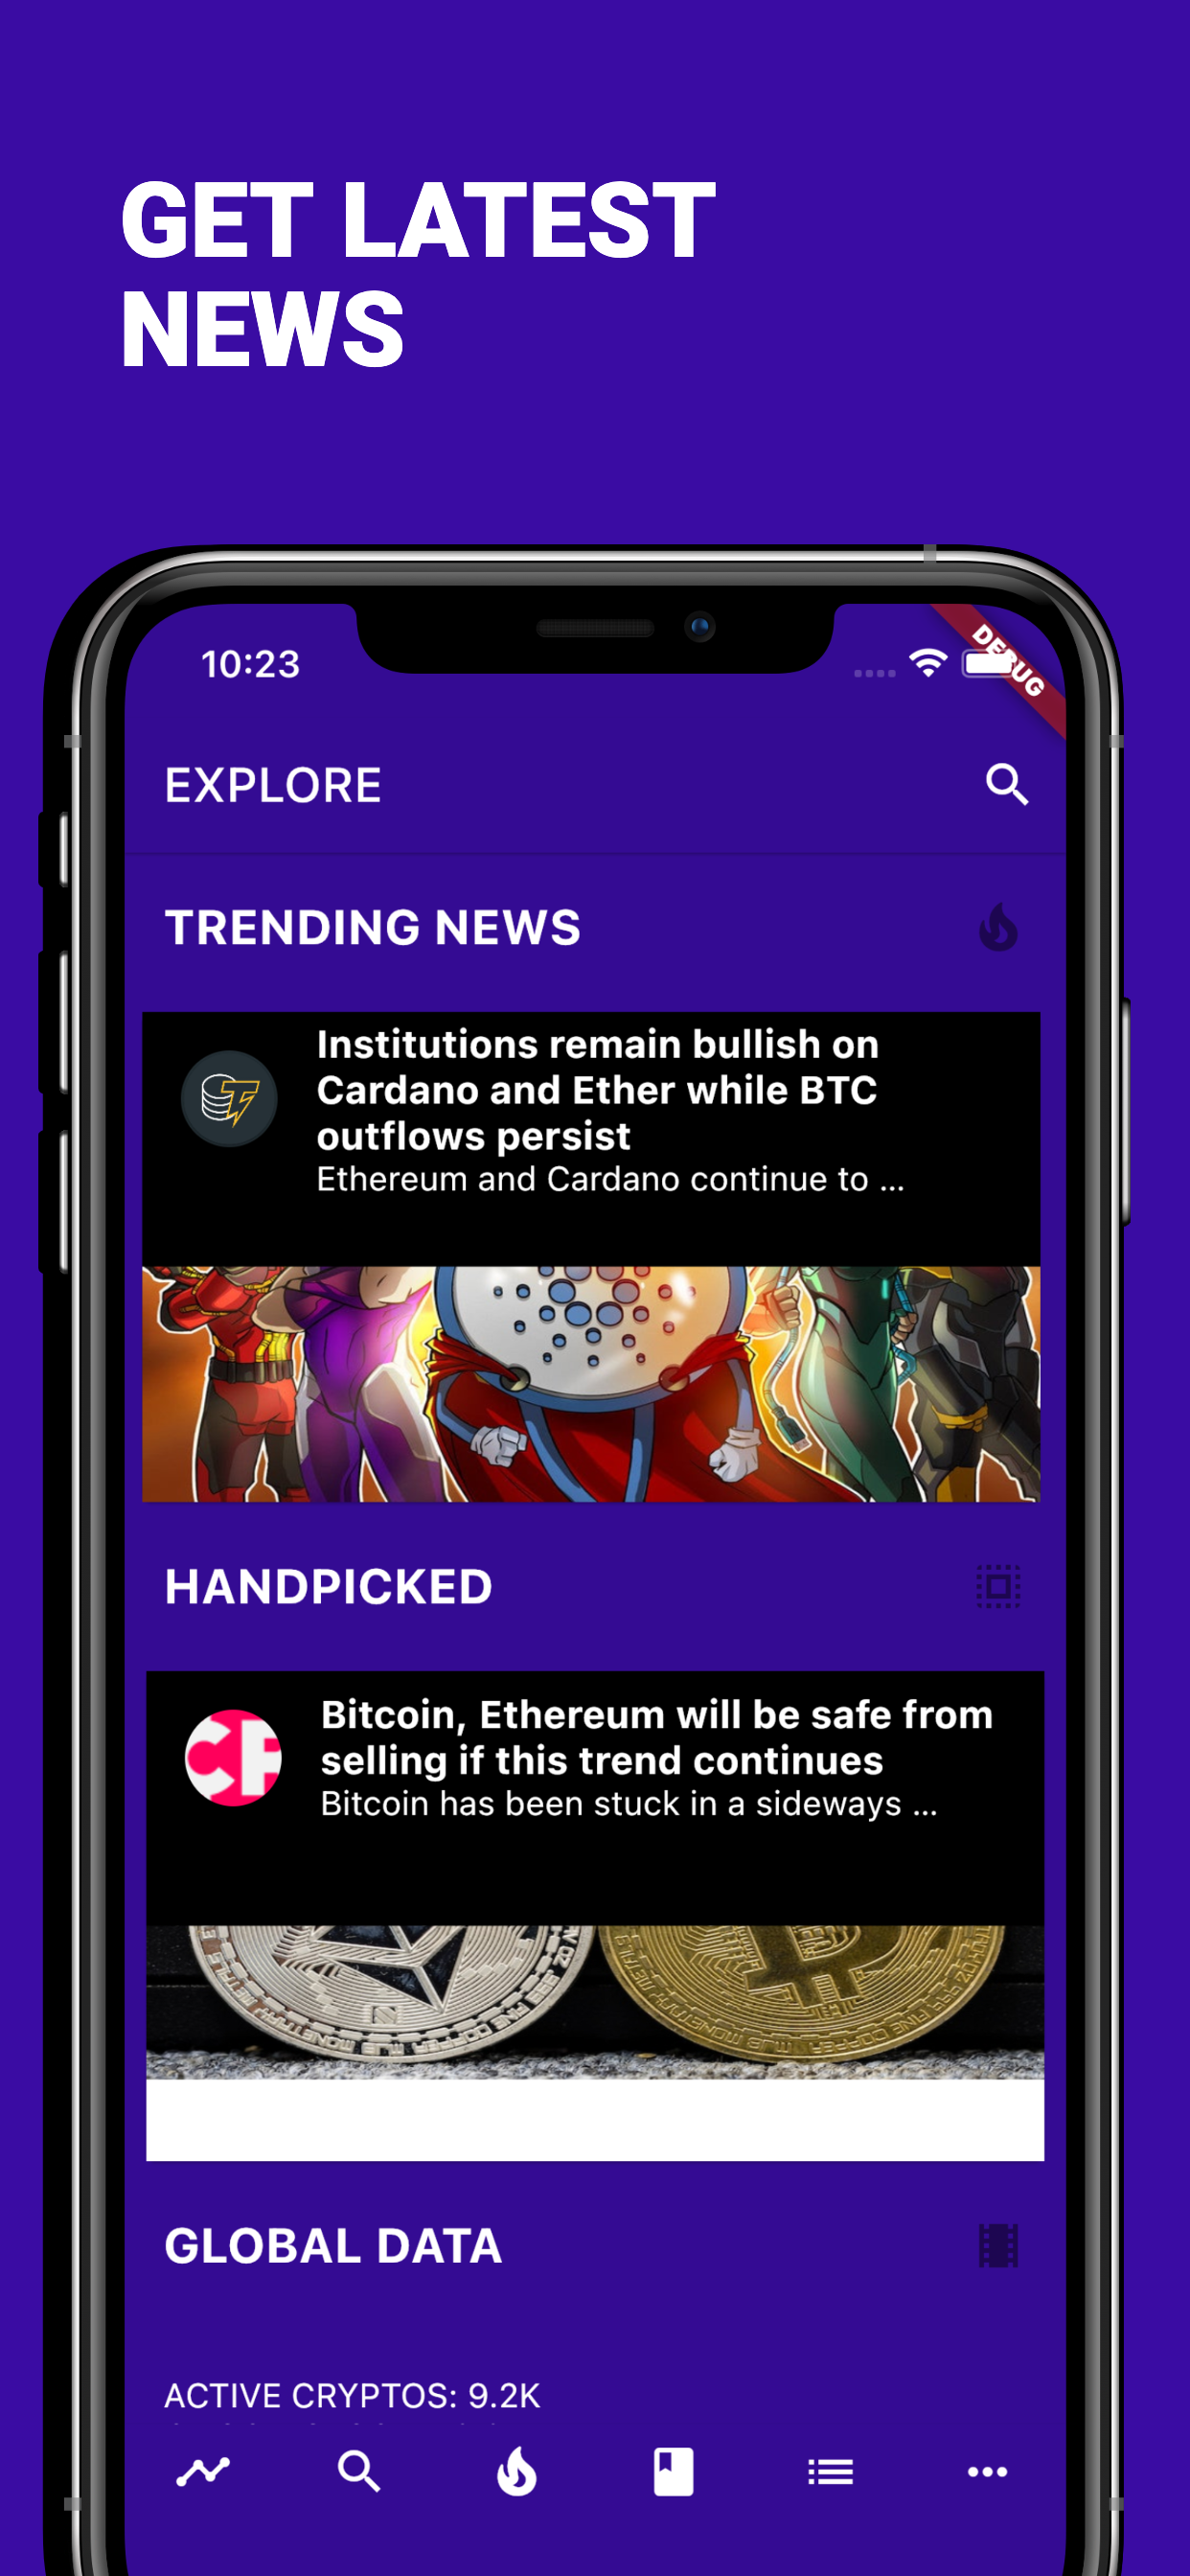 GET LATEST
NEWS
10:23
DEBUG
EXPLORE
TRENDING NEWS
Institutions remain bullish on
Cardano and Ether while BTC
outflows persist
Ethereum and Cardano continue to ...
HANDPICKED
CF
Bitcoin, Ethereum will be safe from
selling if this trend continues
Bitcoin has been stuck in a sideways ...
GLOBAL DATA
ACTIVE CRYPTOS: 9.2K